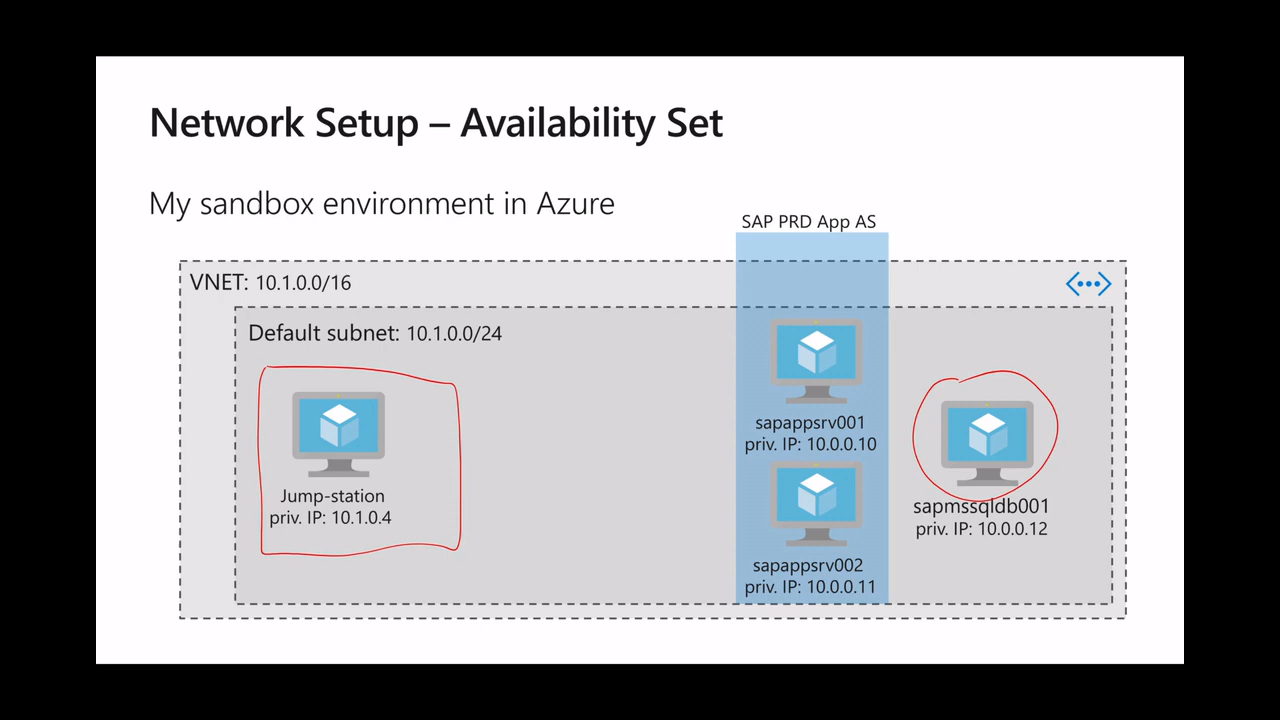 Network Setup – Availability Set
My sandbox environment in Azure
SAP PRD App AS
VNET: 10.1.0.0/16
Default subnet: 10.1.0.0/24
Jump-station
priv. IP: 10.1.0.4
sapappsrv001
priv. IP: 10.0.0.10
sapappsrv002
priv. IP: 10.0.0.11
sapmssqldb001
priv. IP: 10.0.0.12